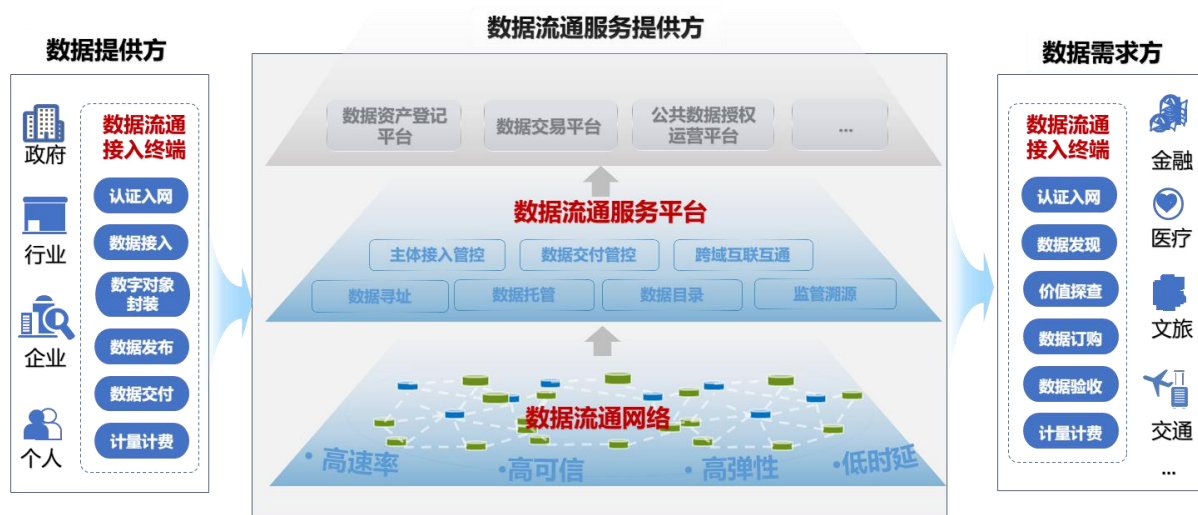 数据提供方
政府
行业
企业
个人
数据流通
接入终端
认证入网
数据接入
数字对象
封装
数据发布
数据交付
计量计费
数据流通服务提供方
数据资产登记
平台
数据交易平台
公共数据授权
运营平台
...
数据流通服务平台
主体接入管控
数据交付管控
跨域互联互通
数据寻址
数据托管
数据目录
监管溯源
数据流通网络
•高速率
•高可信
•高弹性
•低时延
数据需求方
数据流通
接入终端
认证入网
数据发现
价值探查
数据订购
数据验收
计量计费
金融
医疗
文旅
交通
...